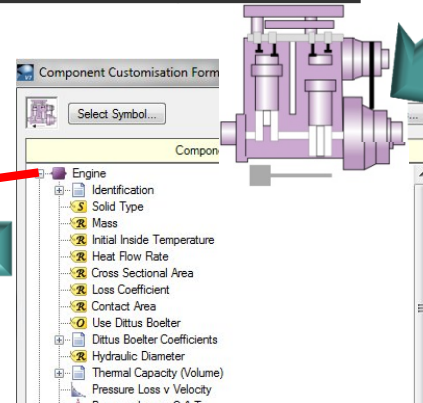 Component Customisation Form
Select Symbol...
...
Compon
Engine
Identification
S Solid Type
R Mass
R Initial Inside Temperature
R Heat Flow Rate
R Cross Sectional Area
R Loss Coefficient
R Contact Area
O Use Dittus Boelter
Dittus Boelter Coefficients
R Hydraulic Diameter
Thermal Capacity (Volume)
Pressure Loss v Velocity